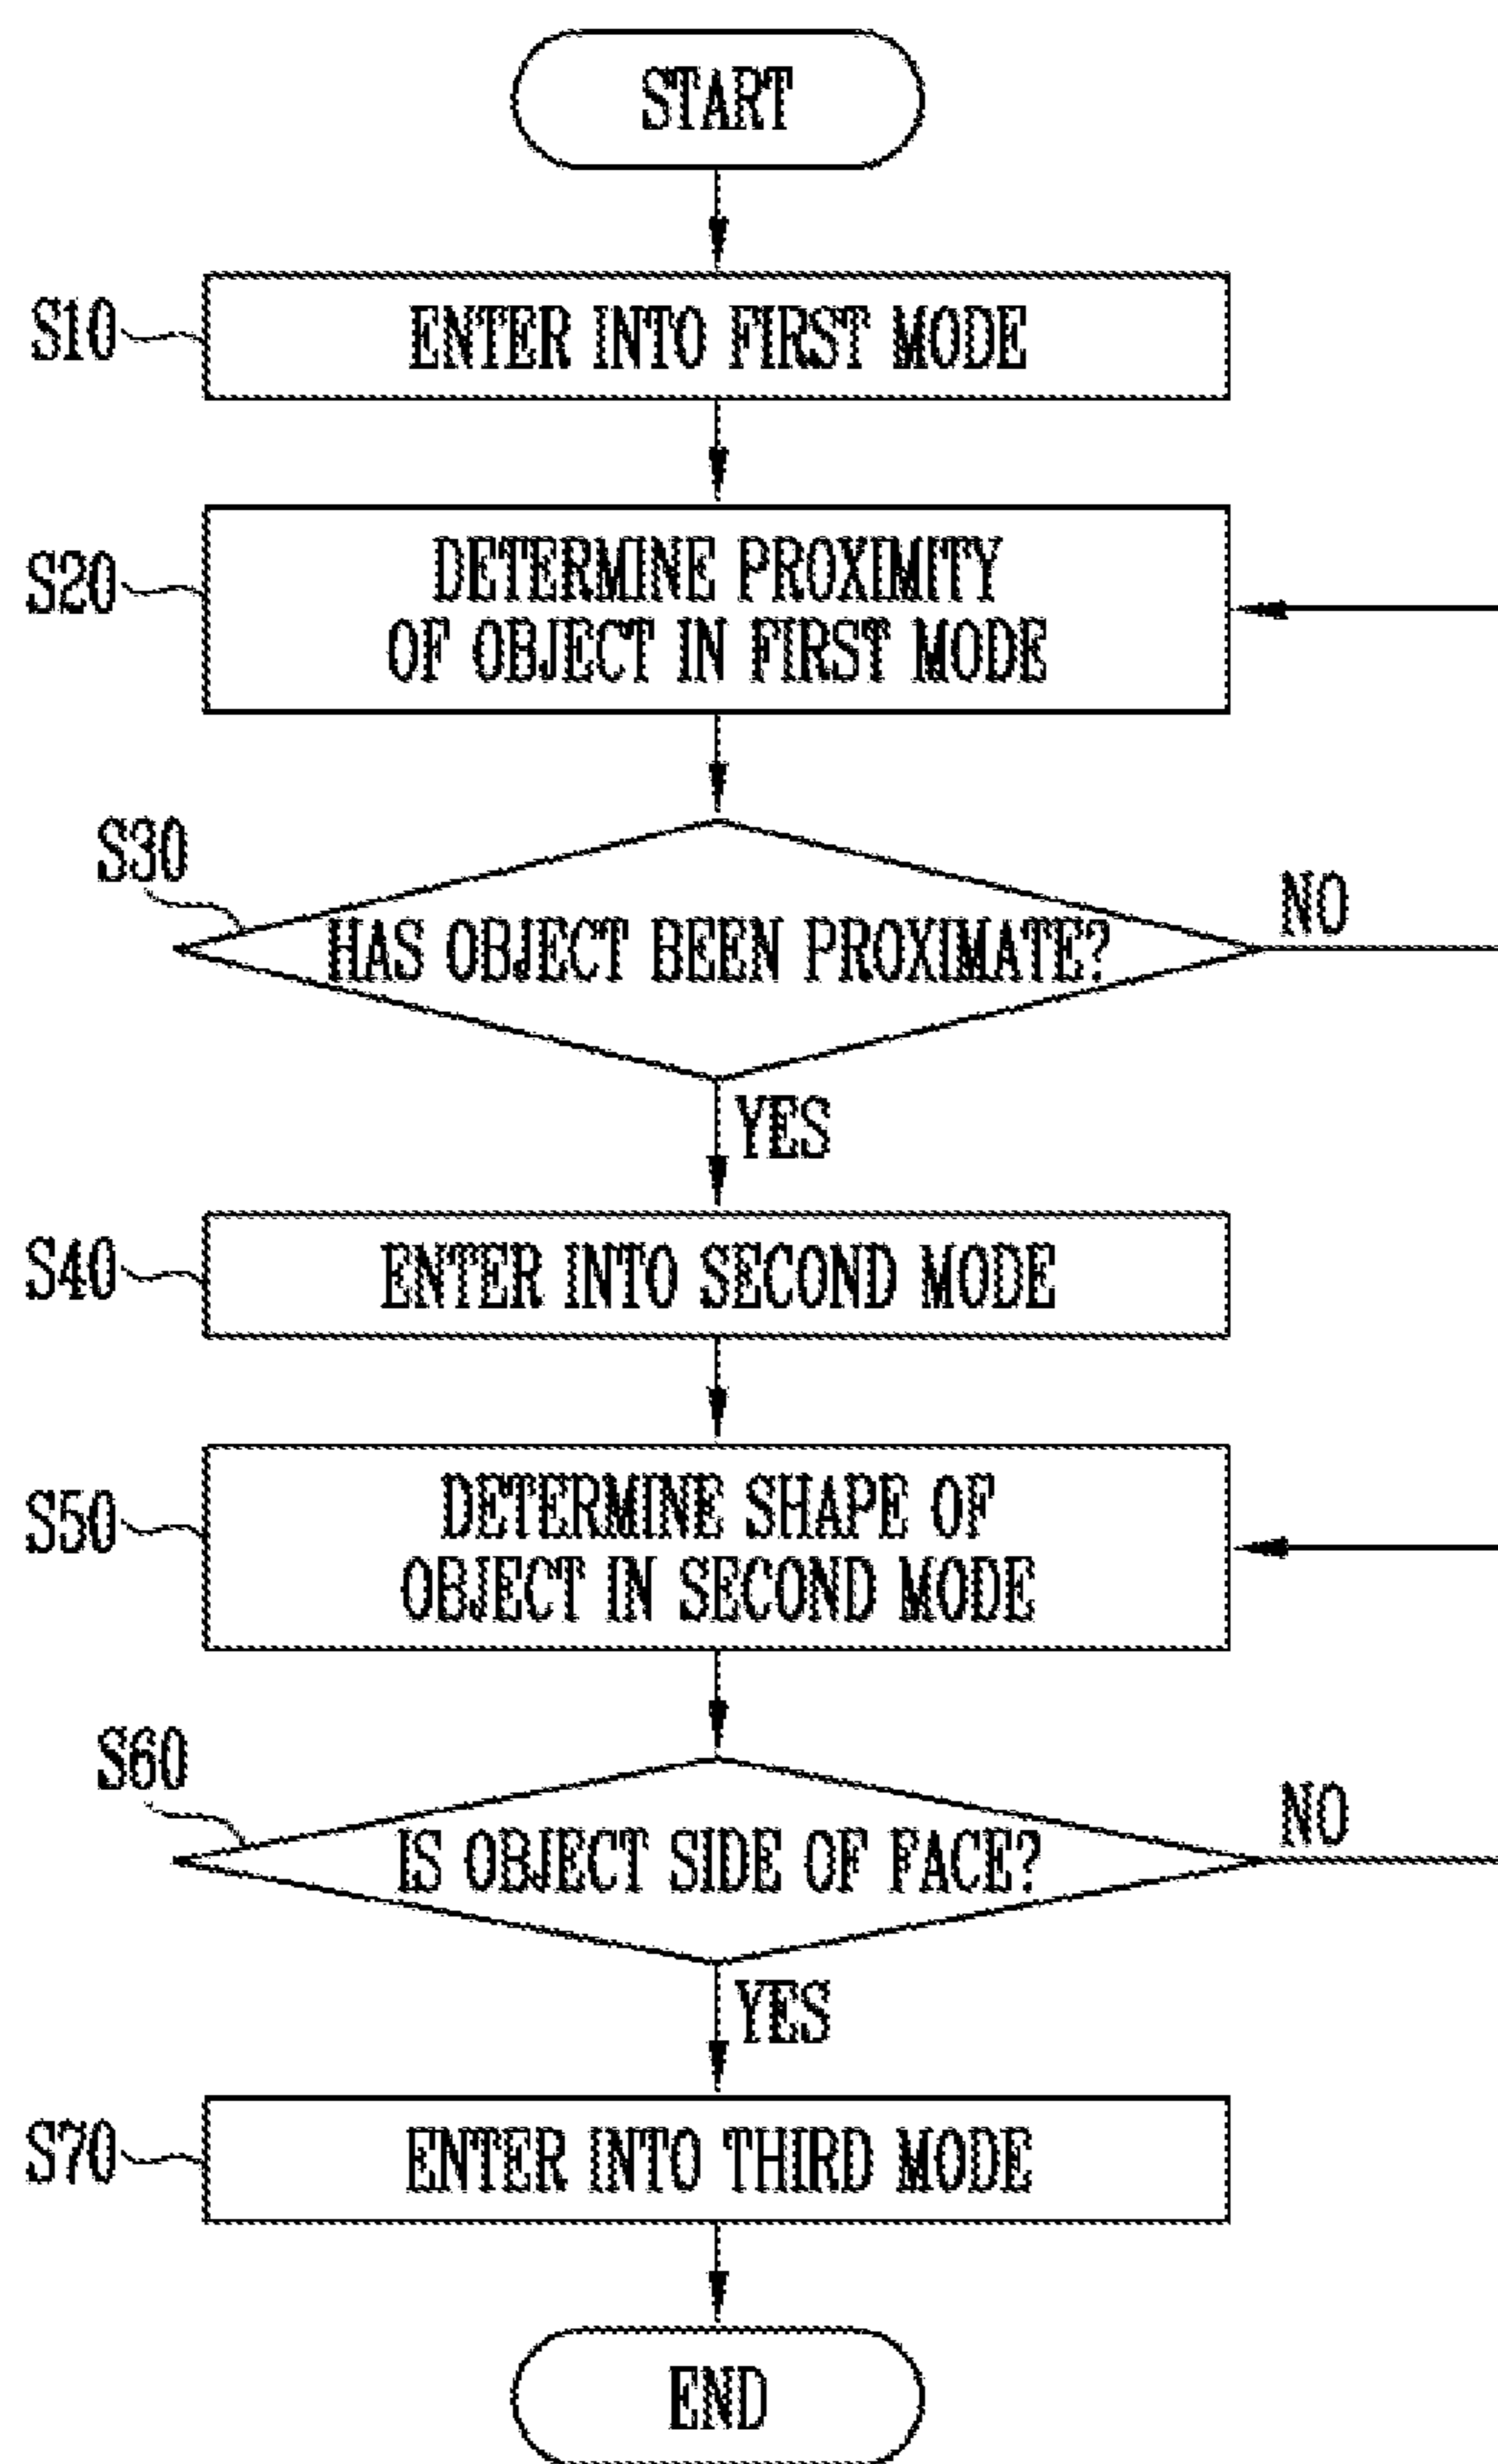 START
S10
ENTER INTO FIRST MODE
S20
DETERMINE PROXIMITY
OF OBJECT IN FIRST MODE
S30
HAS OBJECT BEEN PROXIMATE?
NO
YES
S40
ENTER INTO SECOND MODE
S50
DETERMINE SHAPE OF
OBJECT IN SECOND MODE
S60
IS OBJECT SIDE OF FACE?
NO
YES
S70
ENTER INTO THIRD MODE
END